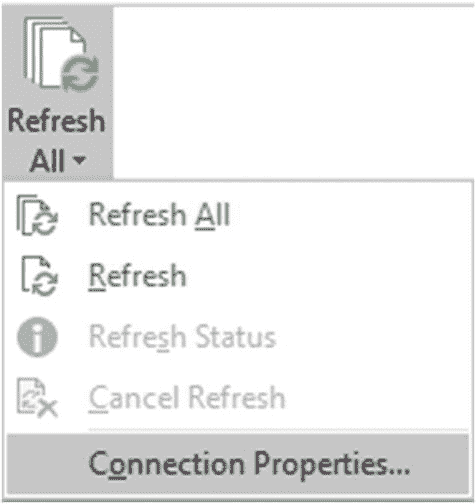 Refresh
All
Refresh All
Refresh
Refresh Status
Cancel Refresh
Connection Properties...